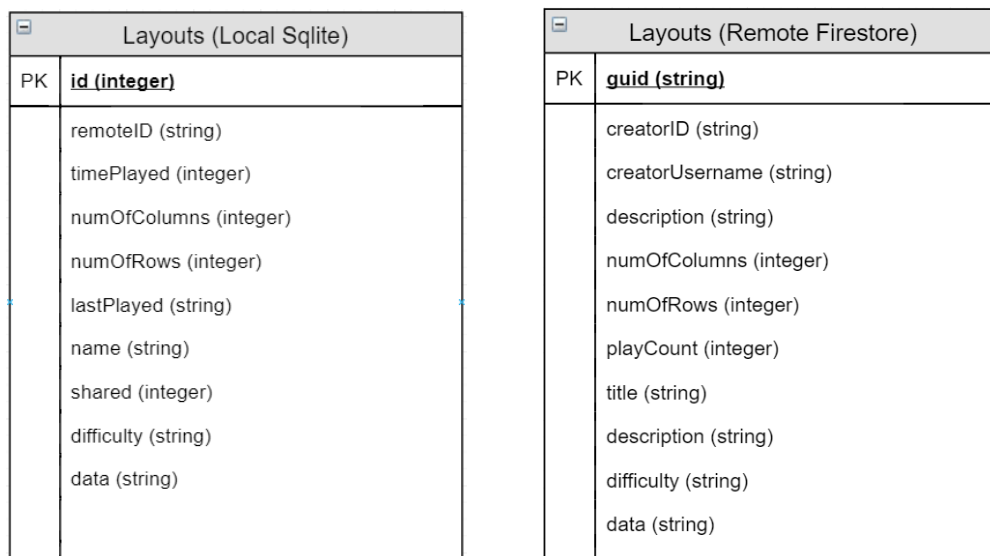 Layouts (Local Sqlite)
PK id (integer)
remoteID (string)
timePlayed (integer)
numOfColumns (integer)
numOfRows (integer)
lastPlayed (string)
name (string)
shared (integer)
difficulty (string)
data (string)
Layouts (Remote Firestore)
PK guid (string)
creatorID (string)
creatorUsername (string)
description (string)
numOfColumns (integer)
numOfRows (integer)
playCount (integer)
title (string)
description (string)
difficulty (string)
data (string)